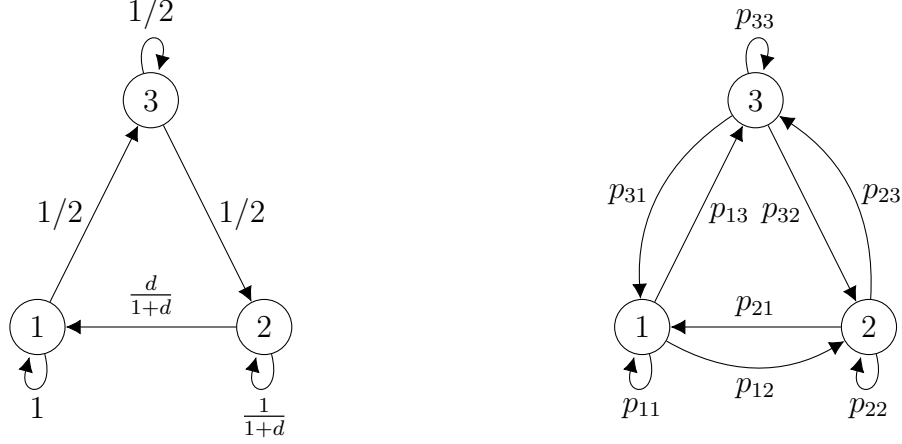 1/2
3
1/2
1/2
d/(1+d)
1
2
1
1/(1+d)
p₃₃
3
p₃₁
p₁₃
p₃₂
p₂₃
p₂₁
1
2
p₁₂
p₁₁
p₂₂